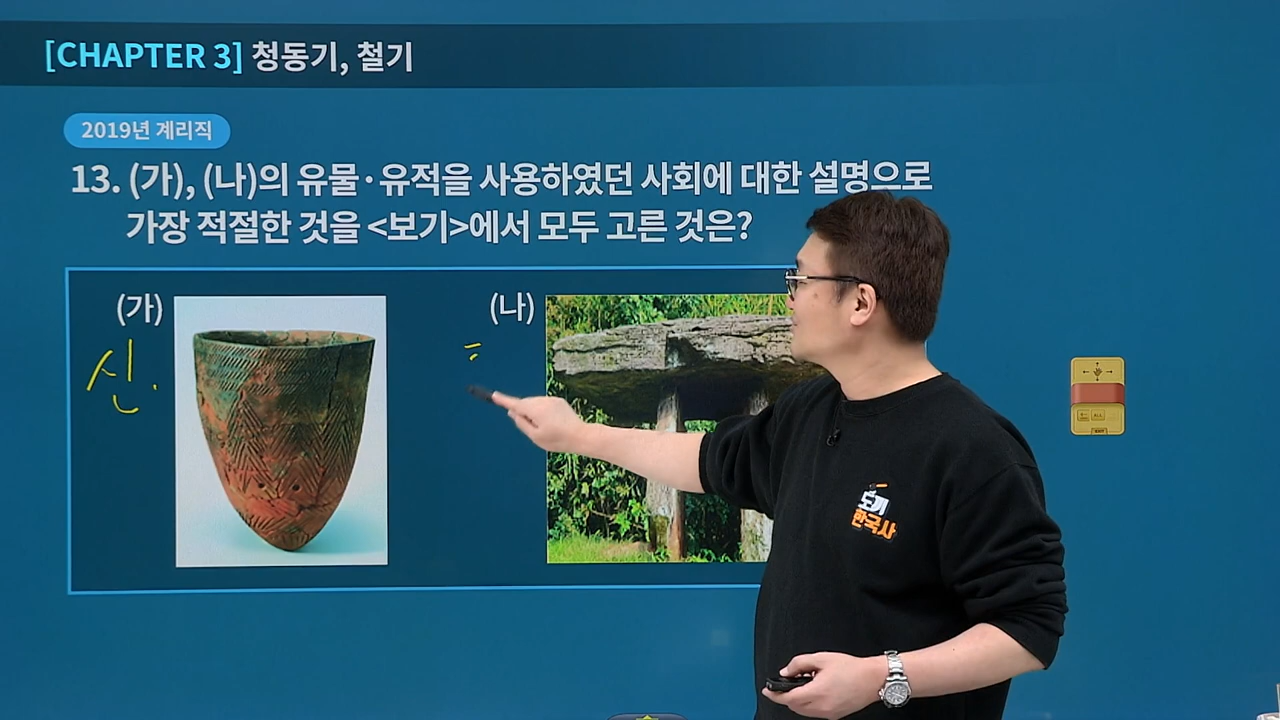 [CHAPTER 3] 청동기, 철기
2019년 계리직
13. (가), (나)의 유물·유적을 사용하였던 사회에 대한 설명으로
가장 적절한 것을 <보기>에서 모두 고른 것은?
(가)
(나)
신.
한국사